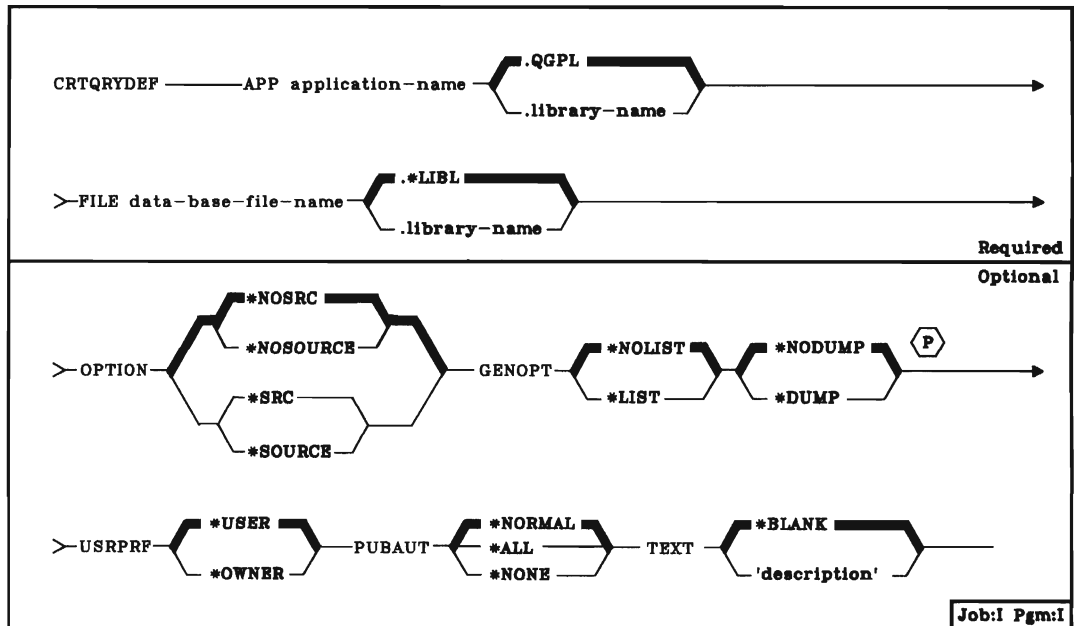 .QGPL
CRTQRYDEF APP application-name
.library-name
.*LIBL
>FILE data-base-file-name
.library-name
Required
Optional
*NOSRC
*NOSOURCE *NOLIST *NODUMP P
>OPTION GENOPT
*SRC *LIST *DUMP
*SOURCE
*USER *NORMAL *BLANK
>USRPRF PUBAUT *ALL TEXT
*OWNER *NONE 'description'
Job:I Pgm:I